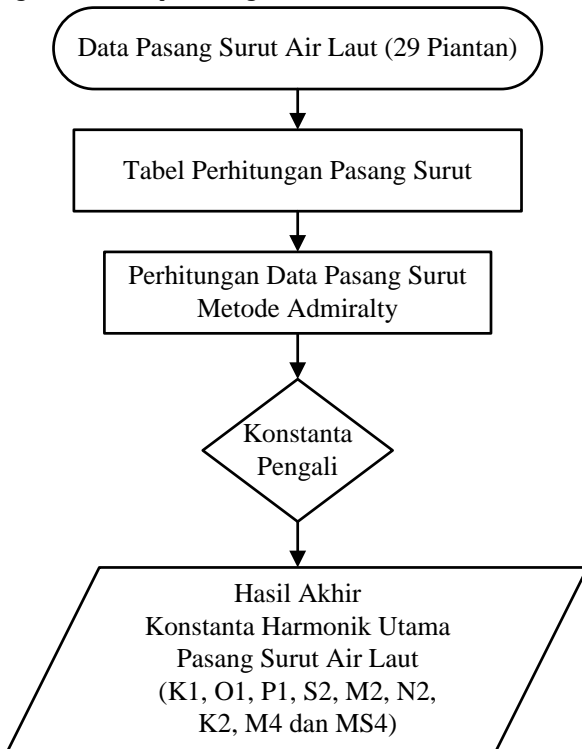 Data Pasang Surut Air Laut (29 Piantan)
Tabel Perhitungan Pasang Surut
Perhitungan Data Pasang Surut
Metode Admiralty
Konstanta
Pengali
Hasil Akhir
Konstanta Harmonik Utama
Pasang Surut Air Laut
(K1, O1, P1, S2, M2, N2,
K2, M4 dan MS4)